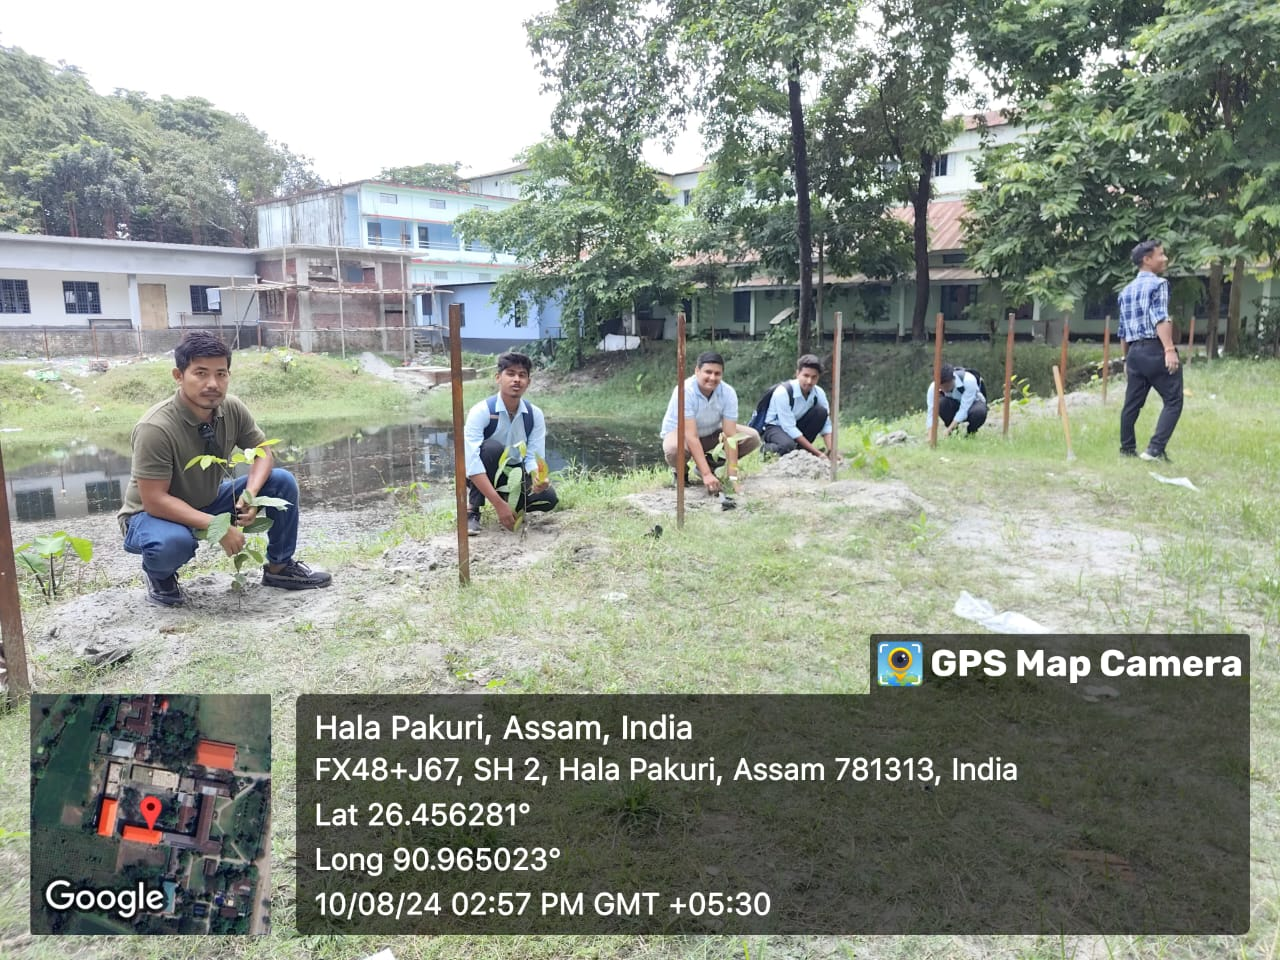 GPS Map Camera
Hala Pakuri, Assam, India
FX48+J67, SH 2, Hala Pakuri, Assam 781313, India
Lat 26.456281°
Long 90.965023°
10/08/24 02:57 PM GMT +05:30
Google